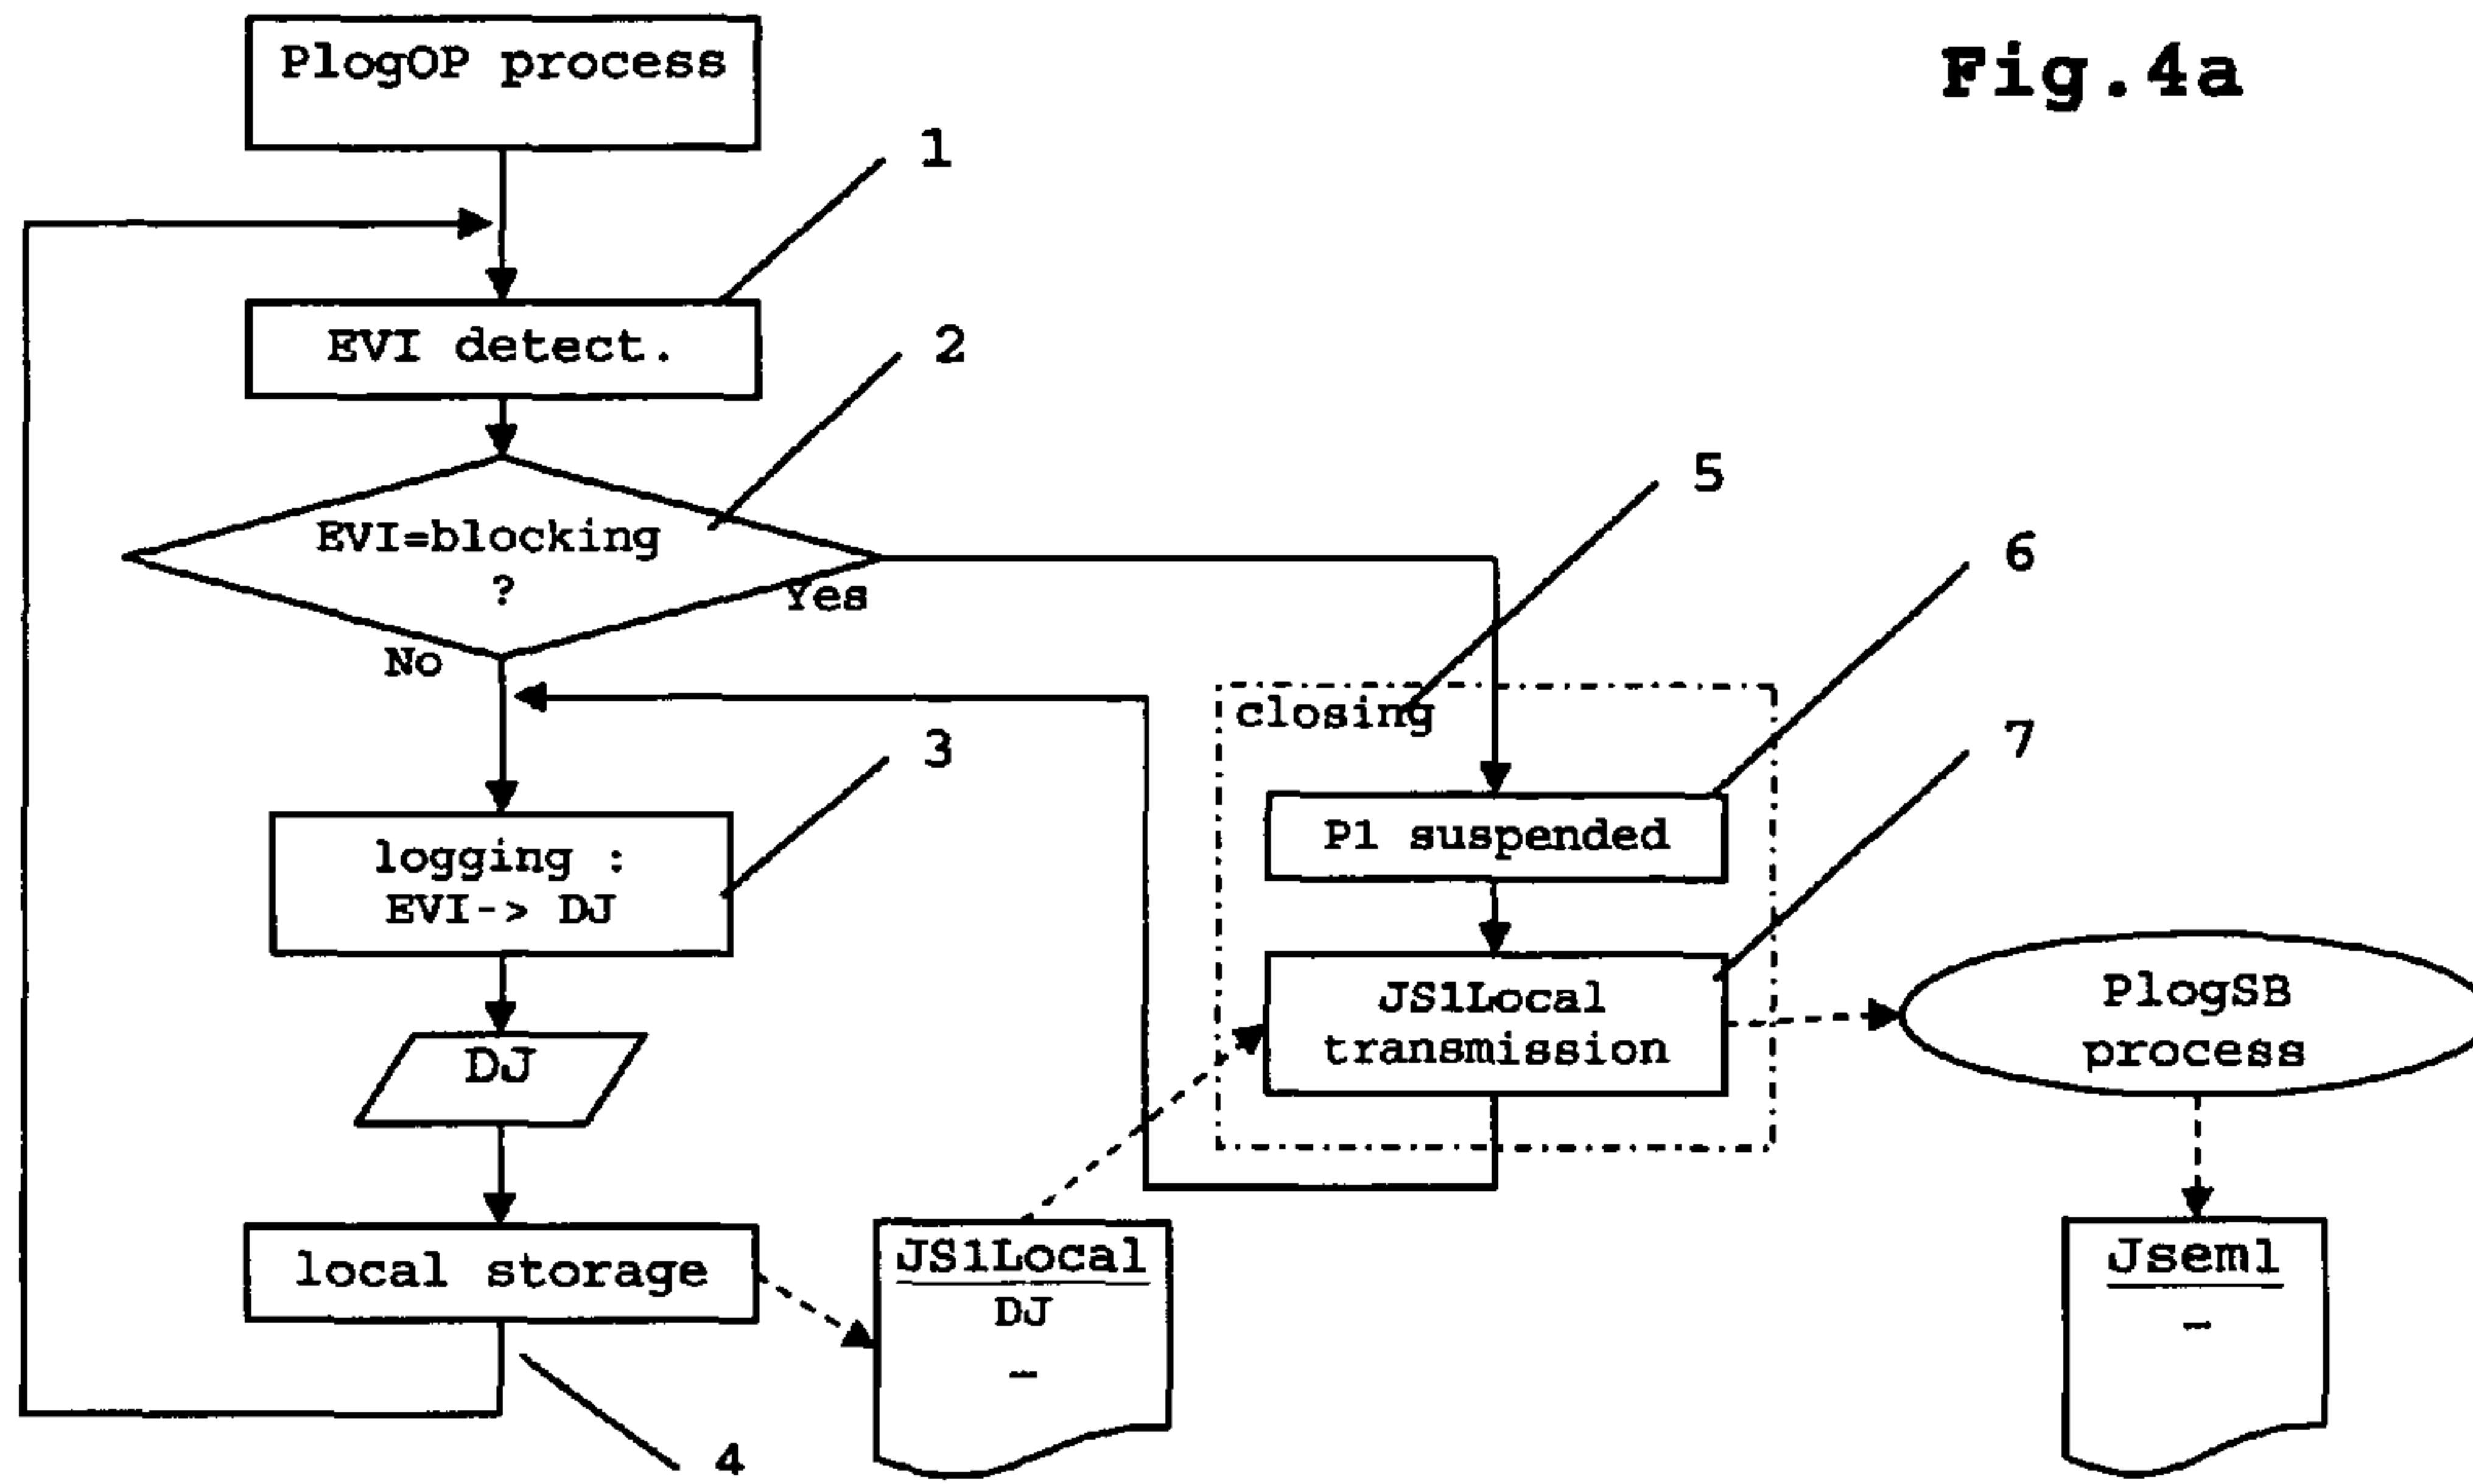 PlogOP process
Fig.4a
1
EVI detect.
2
EVI=blocking
?
Yes
No
5
6
closing
7
3
P1 suspended
logging :
EVI-> DJ
JS1Local
transmission
PlogSB
process
DJ
local storage
JS1Local
DJ
–
Jsem1
–
4